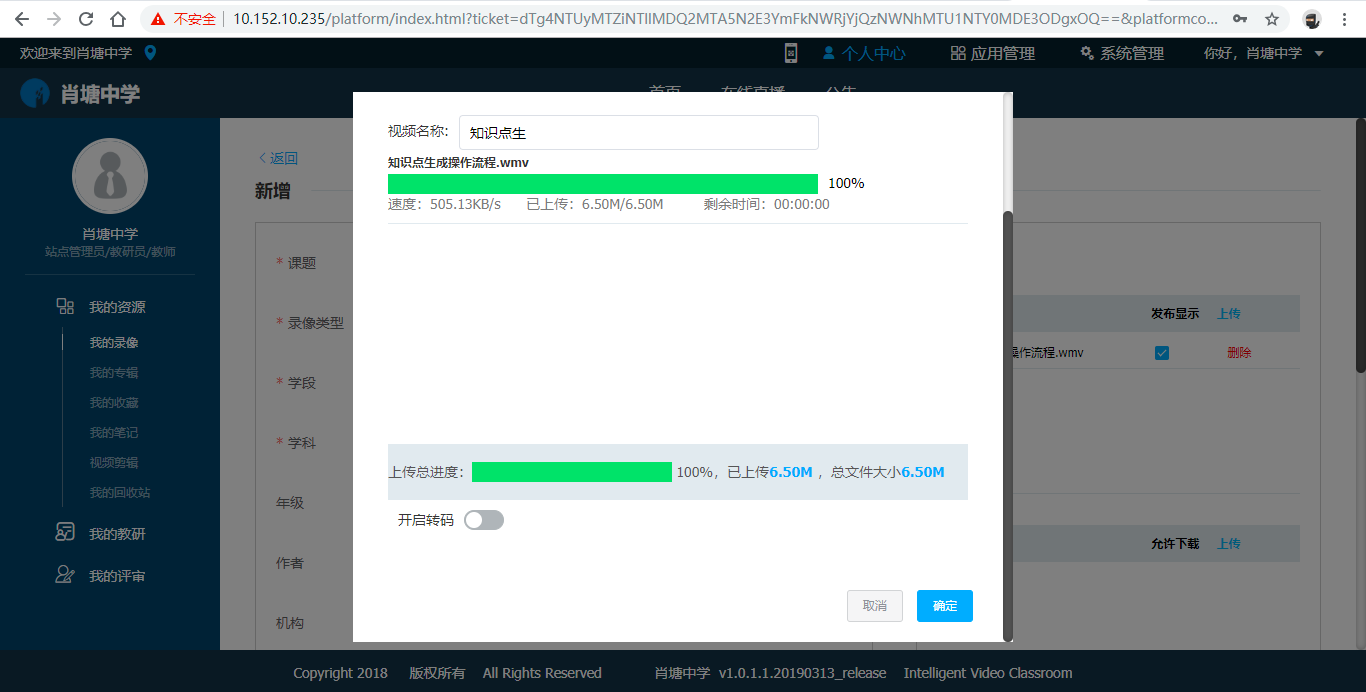 不安全 10.152.10.235/platform/index.html?ticket=dTg4NTUyMTZiNTllMDQ2MTA5N2E3YmFkNWRjYjQzNWNhMTU1NTY0MDE3ODgxOQ==&platformco...
欢迎来到肖塘中学 个人中心 应用管理 系统管理 你好，肖塘中学
肖塘中学 首页 在线直播 公告
视频名称: 知识点生
知识点生成操作流程.wmv
100%
速度：505.13KB/s 已上传：6.50M/6.50M 剩余时间：00:00:00
上传总进度： 100%，已上传6.50M ，总文件大小6.50M
开启转码
取消 确定
返回
新增
* 课题
* 录像类型
* 学段
* 学科
年级
作者
机构
发布显示 上传
操作流程.wmv 删除
允许下载 上传
肖塘中学
站点管理员/教研员/教师
我的资源
我的录像
我的专辑
我的收藏
我的笔记
视频剪辑
我的回收站
我的教研
我的评审
Copyright 2018 版权所有 All Rights Reserved 肖塘中学 v1.0.1.1.20190313_release Intelligent Video Classroom